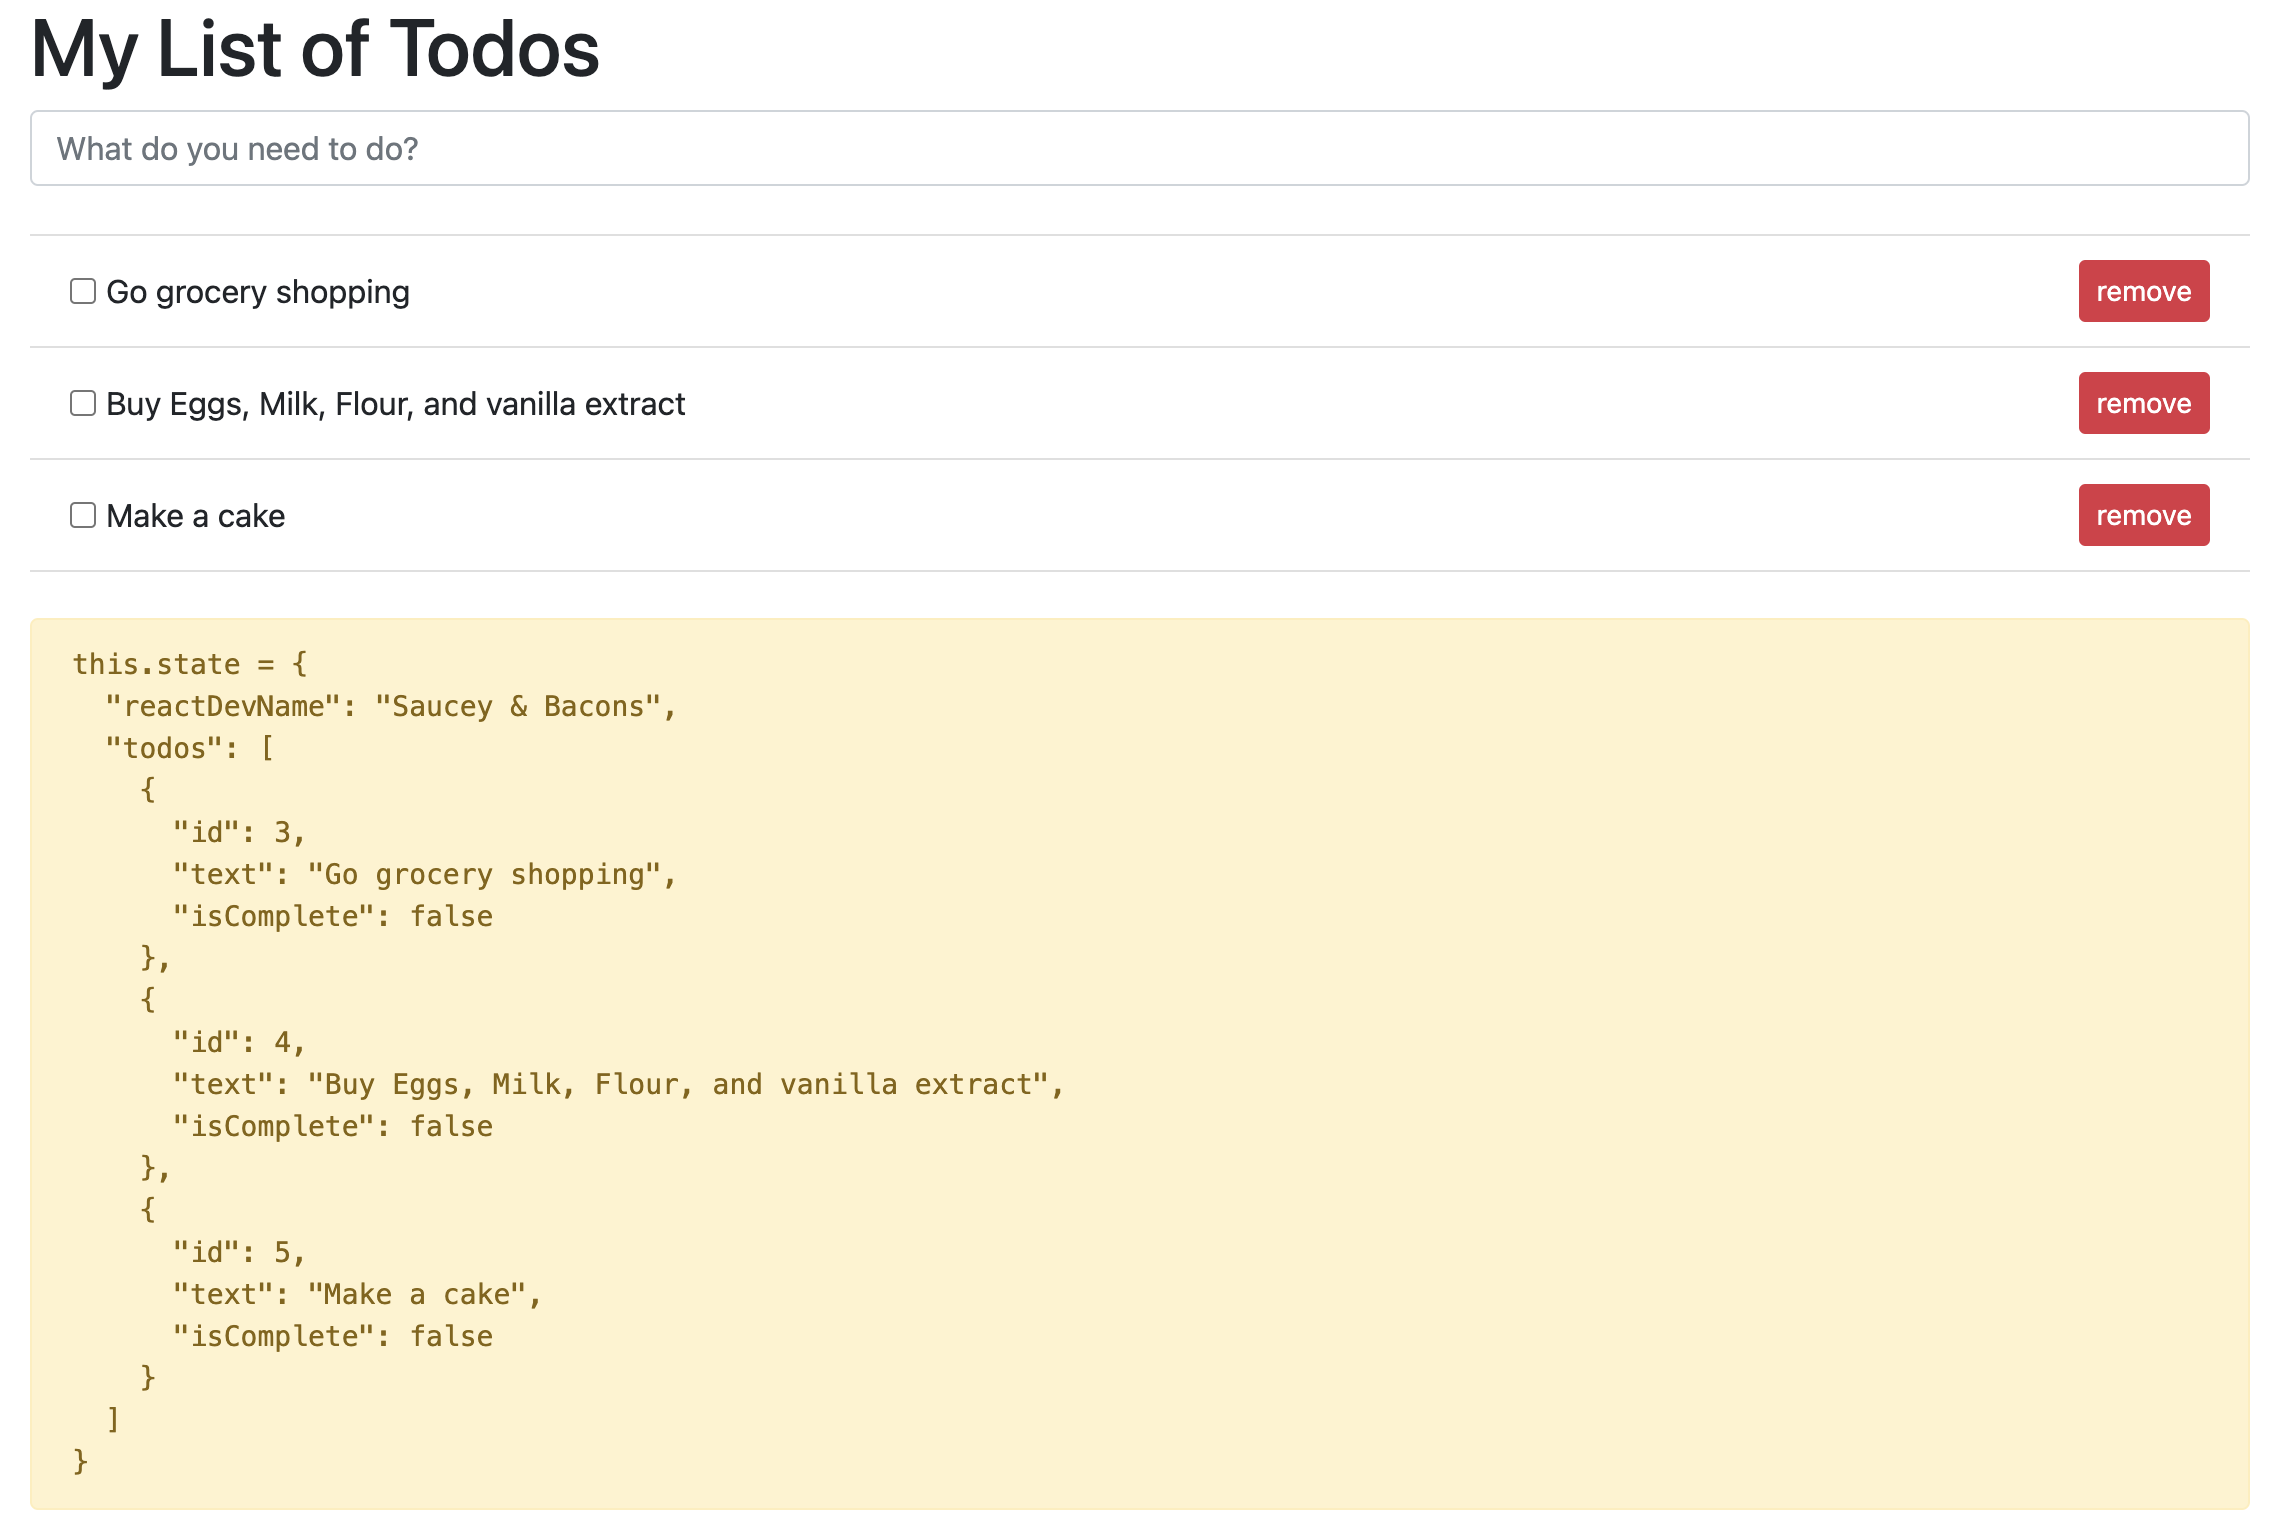 My List of Todos
What do you need to do?
Go grocery shopping
remove
Buy Eggs, Milk, Flour, and vanilla extract
remove
Make a cake
remove
this.state = {
  "reactDevName": "Saucey & Bacons",
  "todos": [
    {
      "id": 3,
      "text": "Go grocery shopping",
      "isComplete": false
    },
    {
      "id": 4,
      "text": "Buy Eggs, Milk, Flour, and vanilla extract",
      "isComplete": false
    },
    {
      "id": 5,
      "text": "Make a cake",
      "isComplete": false
    }
  ]
}